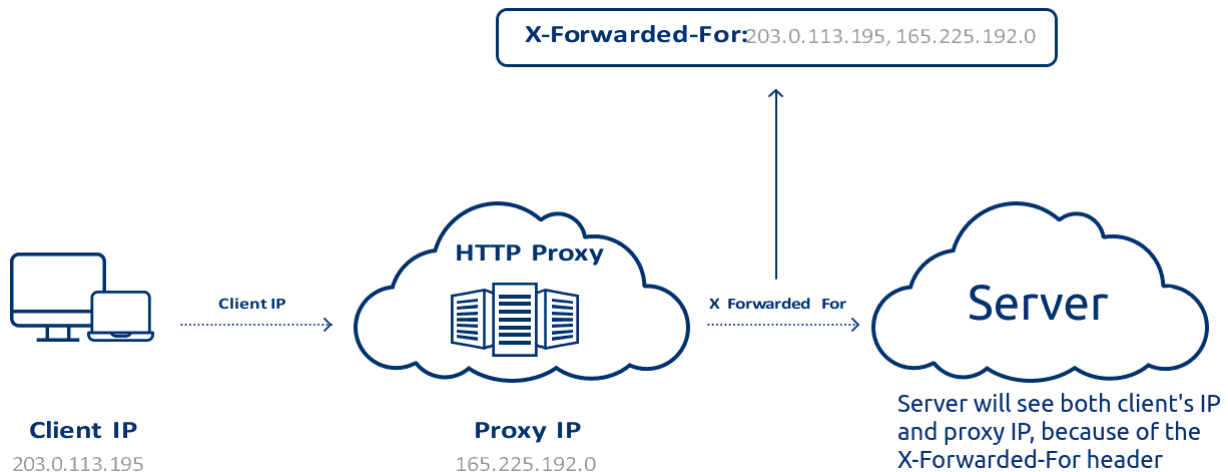 X-Forwarded-For:203.0.113.195, 165.225.192.0
HTTP Proxy
Client IP
X Forwarded For
Server
Client IP
203.0.113.195
Proxy IP
165.225.192.0
Server will see both client's IP
and proxy IP, because of the
X-Forwarded-For header